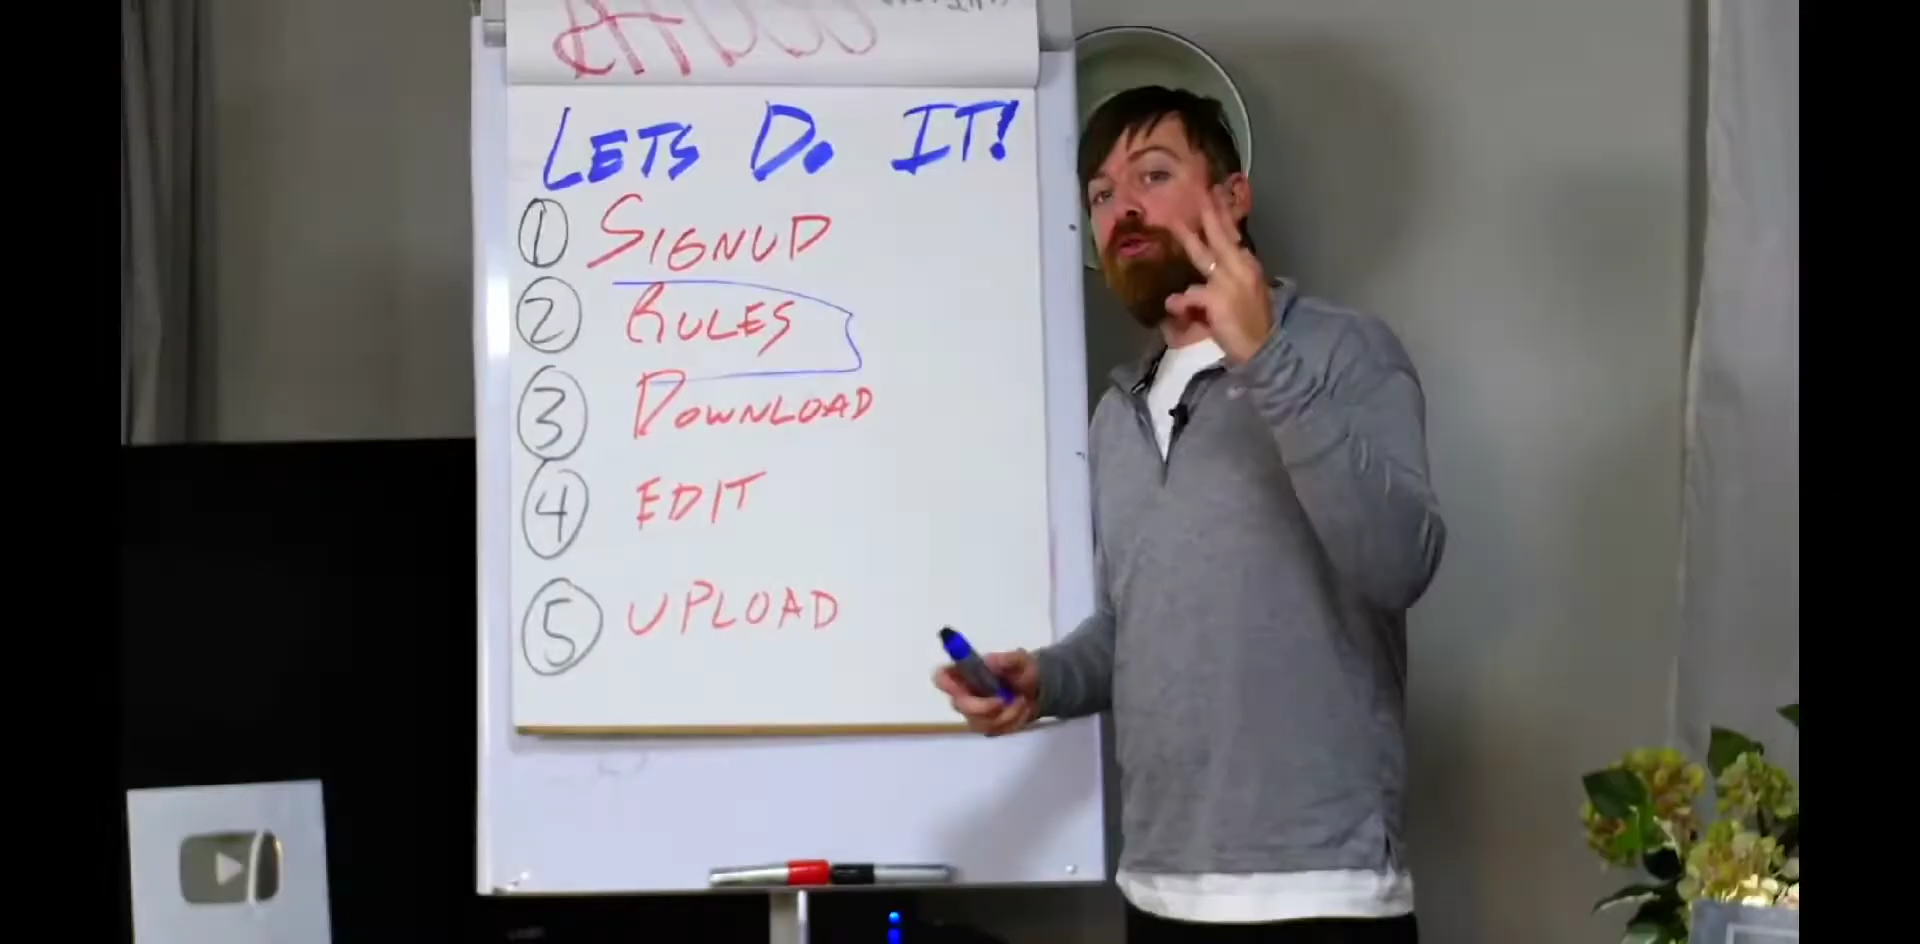 LETS DO IT!
1 SIGNUP
2 RULES
3 DOWNLOAD
4 EDIT
5 UPLOAD